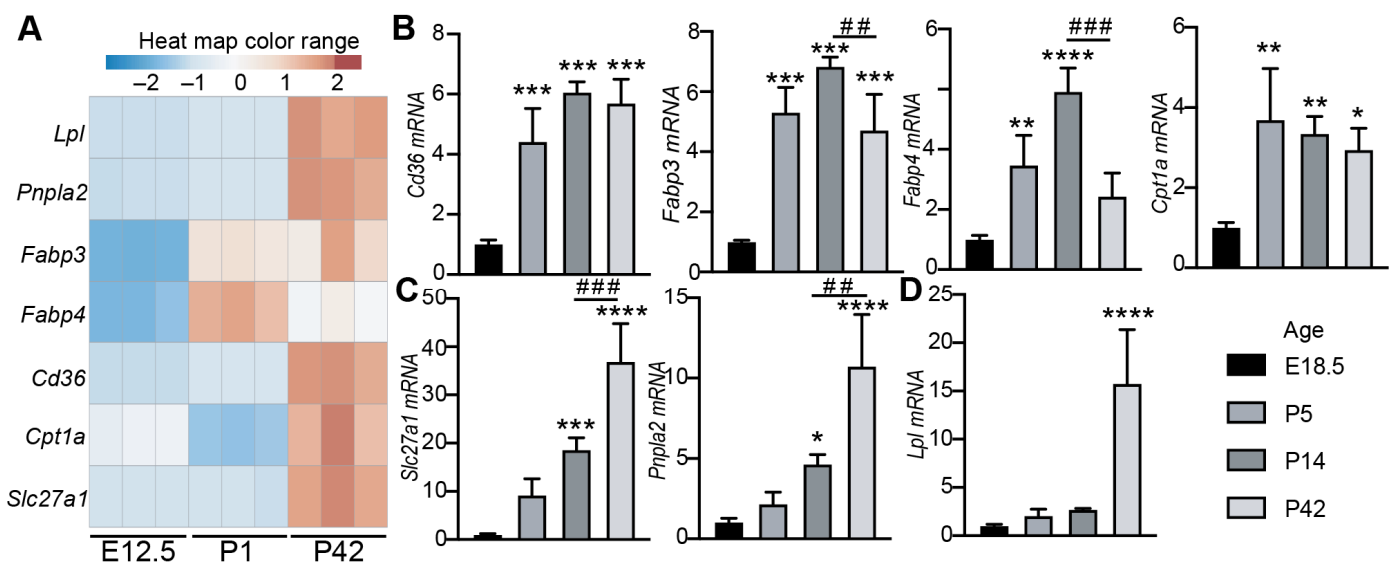 A
Heat map color range
−2 −1 0 1 2
Lpl
Pnpla2
Fabp3
Fabp4
Cd36
Cpt1a
Slc27a1
E12.5 P1 P42
B
Cd36 mRNA
8
6
4
2
0
*** *** ***
Fabp3 mRNA
8
6
4
2
0
*** *** ***
##
Fabp4 mRNA
6
4
2
0
** ****
###
Cpt1a mRNA
6
4
2
0
** ** *
C
Slc27a1 mRNA
50
40
30
20
10
0
*** ****
###
Pnpla2 mRNA
15
10
5
0
* ****
##
D
Lpl mRNA
25
20
15
10
5
0
****
Age
E18.5
P5
P14
P42